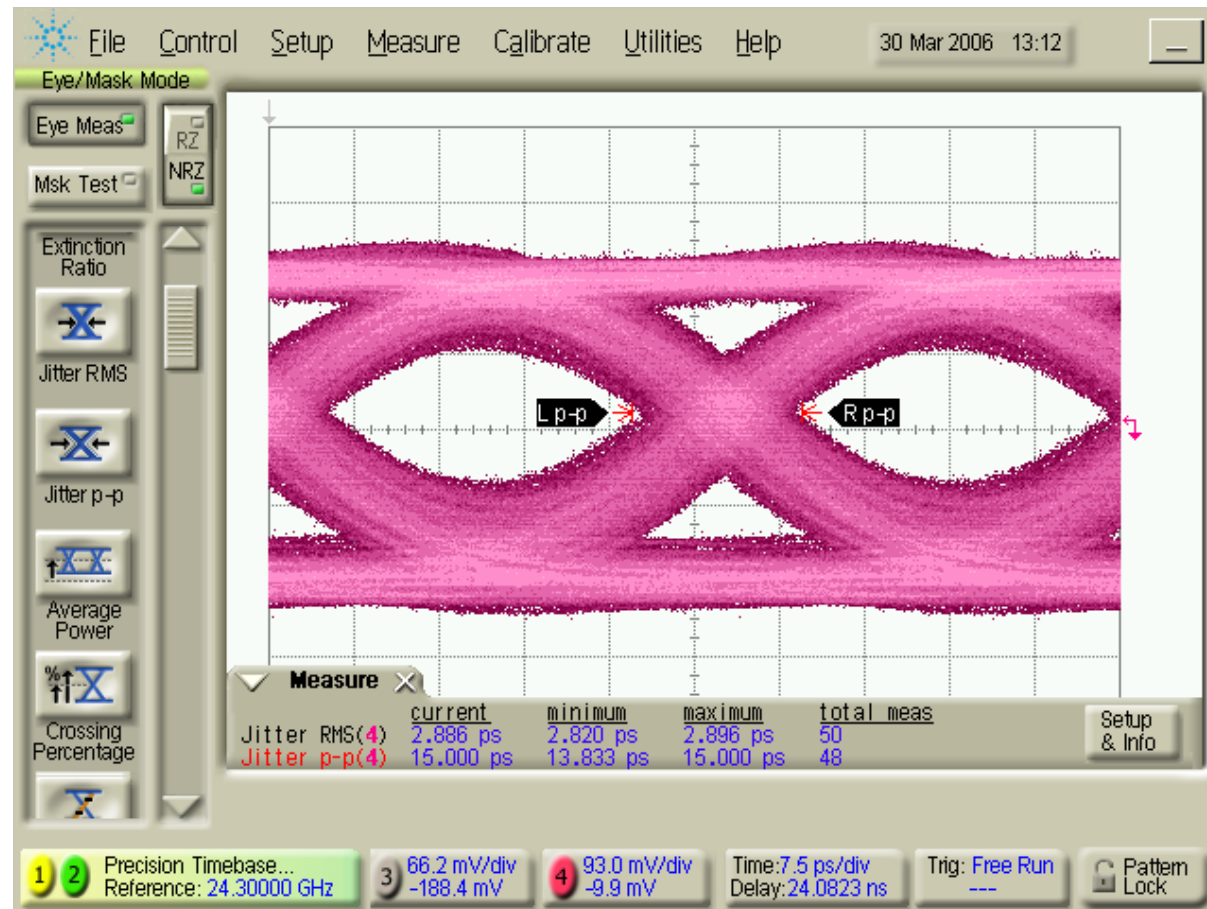 File Control Setup Measure Calibrate Utilities Help 30 Mar 2006 13:12
Eye/Mask Mode
Eye Meas
RZ
NRZ
Msk Test
Extinction
Ratio
Jitter RMS
Jitter p-p
Average
Power
%
Crossing
Percentage
L p-p
R p-p
Measure
current minimum maximum total meas
Jitter RMS(4) 2.886 ps 2.820 ps 2.896 ps 50
Jitter p-p(4) 15.000 ps 13.833 ps 15.000 ps 48
Setup
& Info
1 2 Precision Timebase...
Reference: 24.30000 GHz
3 66.2 mV/div
-188.4 mV
4 93.0 mV/div
-9.9 mV
Time:7.5 ps/div
Delay:24.0823 ns
Trig: Free Run
---
Pattern
Lock